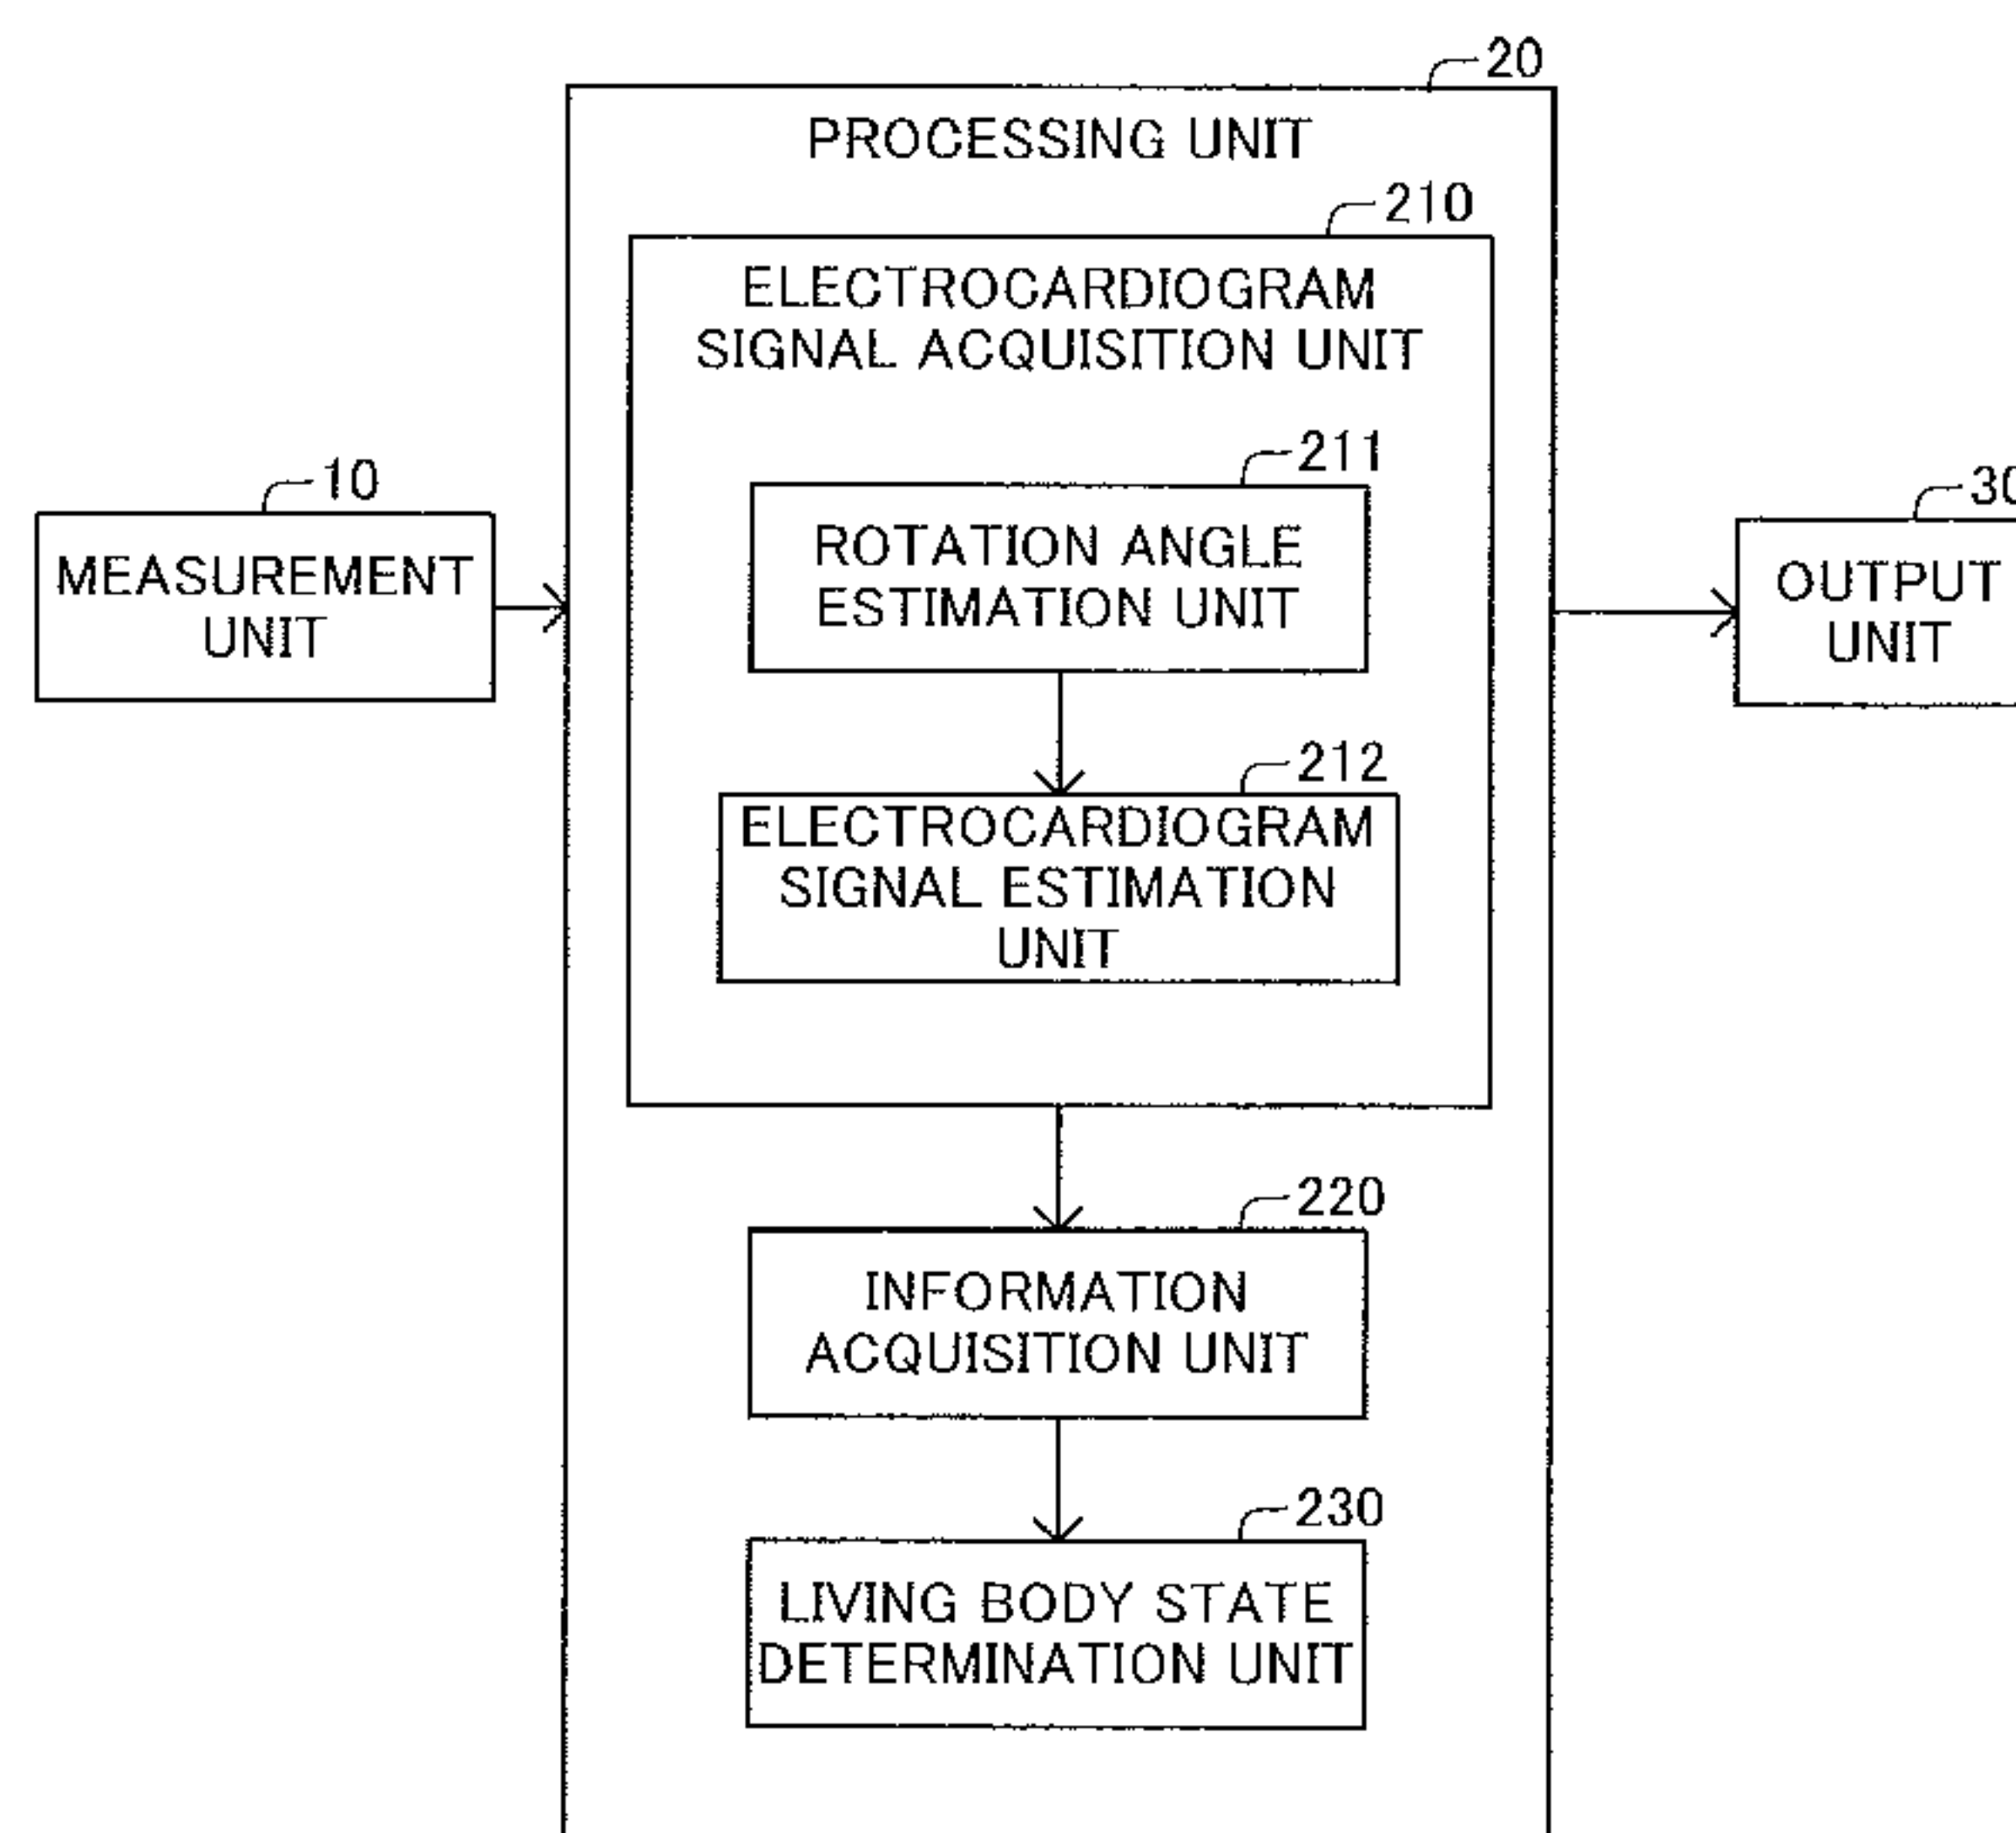 20
PROCESSING UNIT
210
ELECTROCARDIOGRAM
SIGNAL ACQUISITION UNIT
211
ROTATION ANGLE
ESTIMATION UNIT
10
MEASUREMENT
UNIT
30
OUTPUT
UNIT
212
ELECTROCARDIOGRAM
SIGNAL ESTIMATION
UNIT
220
INFORMATION
ACQUISITION UNIT
230
LIVING BODY STATE
DETERMINATION UNIT